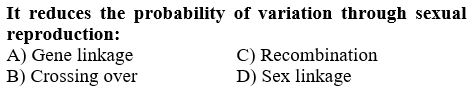 It reduces the probability of variation through sexual
reproduction:
A) Gene linkage C) Recombination
B) Crossing over D) Sex linkage